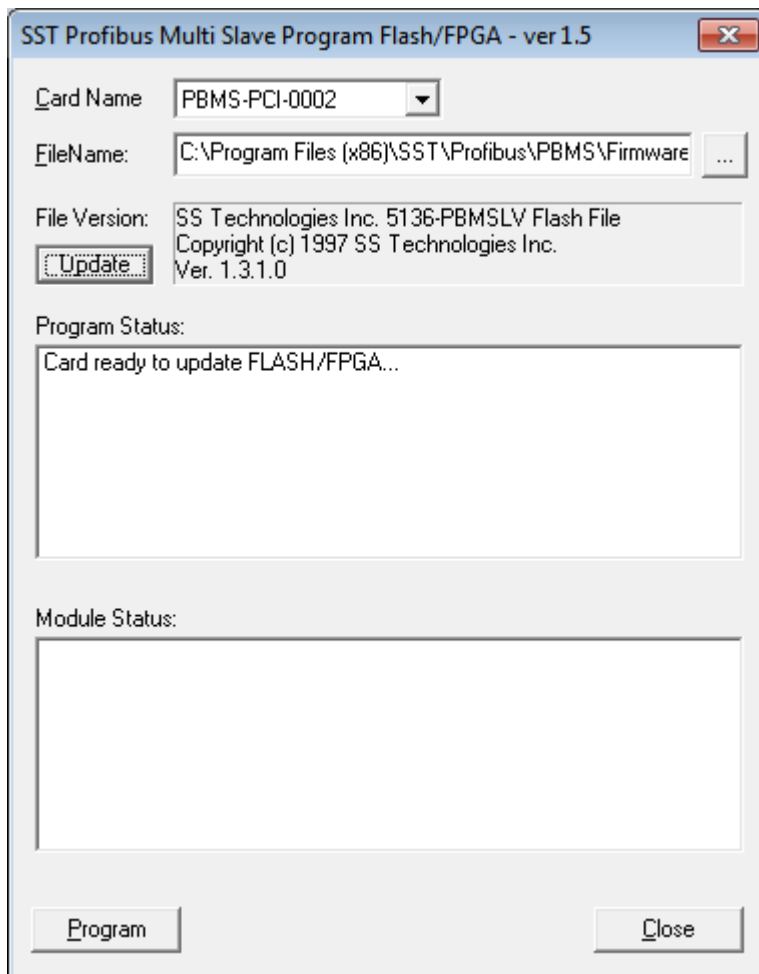 SST Profibus Multi Slave Program Flash/FPGA - ver 1.5
Card Name PBMS-PCI-0002
FileName: C:\Program Files (x86)\SST\Profibus\PBMS\Firmware ...
File Version: SS Technologies Inc. 5136-PBMSLV Flash File
Copyright (c) 1997 SS Technologies Inc.
Update Ver. 1.3.1.0
Program Status:
Card ready to update FLASH/FPGA...
Module Status:
Program Close